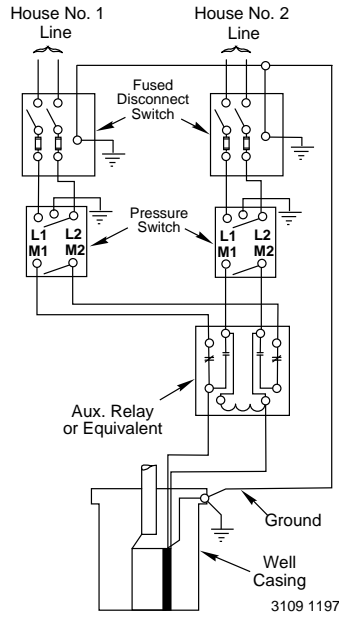 House No. 1
Line
House No. 2
Line
Fused
Disconnect
Switch
L1 L2
M1 M2
Pressure
Switch
L1 L2
M1 M2
Aux. Relay
or Equivalent
Ground
Well
Casing
3109 1197